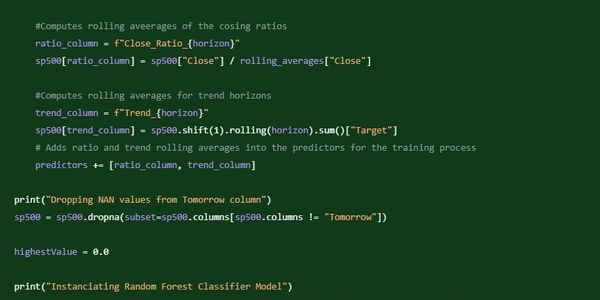 #Computes rolling aveerages of the cosing ratios
ratio_column = f"Close_Ratio_{horizon}"
sp500[ratio_column] = sp500["Close"] / rolling_averages["Close"]
#Computes rolling averages for trend horizons
trend_column = f"Trend_{horizon}"
sp500[trend_column] = sp500.shift(1).rolling(horizon).sum()["Target"]
# Adds ratio and trend rolling averages into the predictors for the training process
predictors += [ratio_column, trend_column]
print("Dropping NAN values from Tomorrow column")
sp500 = sp500.dropna(subset=sp500.columns[sp500.columns != "Tomorrow"])
highestValue = 0.0
print("Instanciating Random Forest Classifier Model")